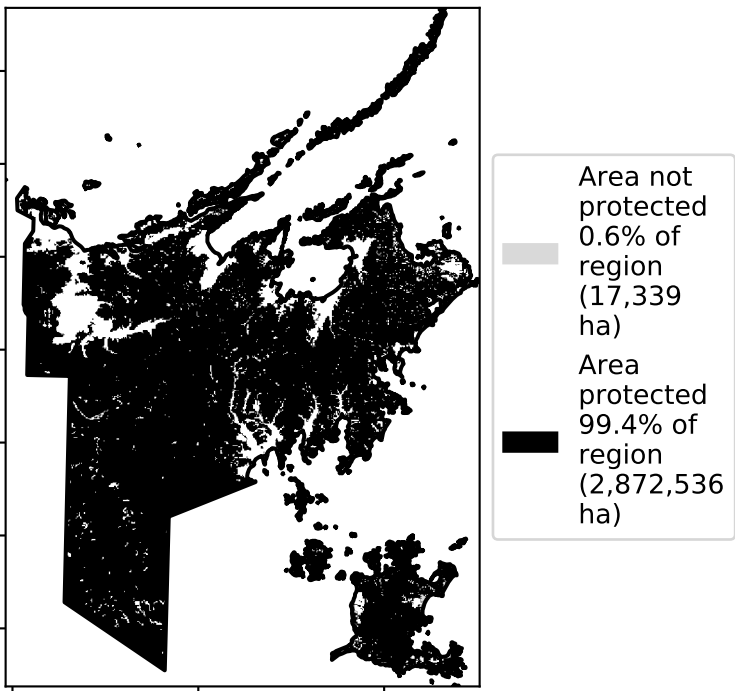 Area not
protected
0.6% of
region
(17,339
ha)
Area
protected
99.4% of
region
(2,872,536
ha)